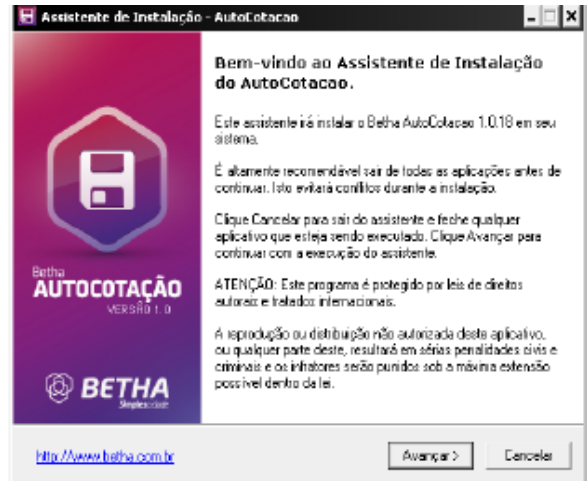 Assistente de Instalação - AutoCotacao
Bem-vindo ao Assistente de Instalação
do AutoCotacao.
Este assistente irá instalar o Betha AutoCotacao 1.0.18 em seu
sistema.
É altamente recomendável sair de todas as aplicações antes de
continuar. Isto evitará conflitos durante a instalação.
Clique Cancelar para sair do assistente e feche qualquer
aplicativo que esteja sendo executado. Clique Avançar para
continuar com a execução do assistente.
ATENÇÃO: Este programa é protegido por leis de direitos
autorais e tratados internacionais.
A reprodução ou distribuição não autorizada deste aplicativo,
ou qualquer parte deste, resultará em sérias penalidades civis e
criminais e os infratores serão punidos sob a máxima extensão
possível dentro da lei.
Betha
AUTOCOTAÇÃO
VERSÃO 1.0
BETHA
Simples assim
http://www.betha.com.br
Avançar >
Cancelar